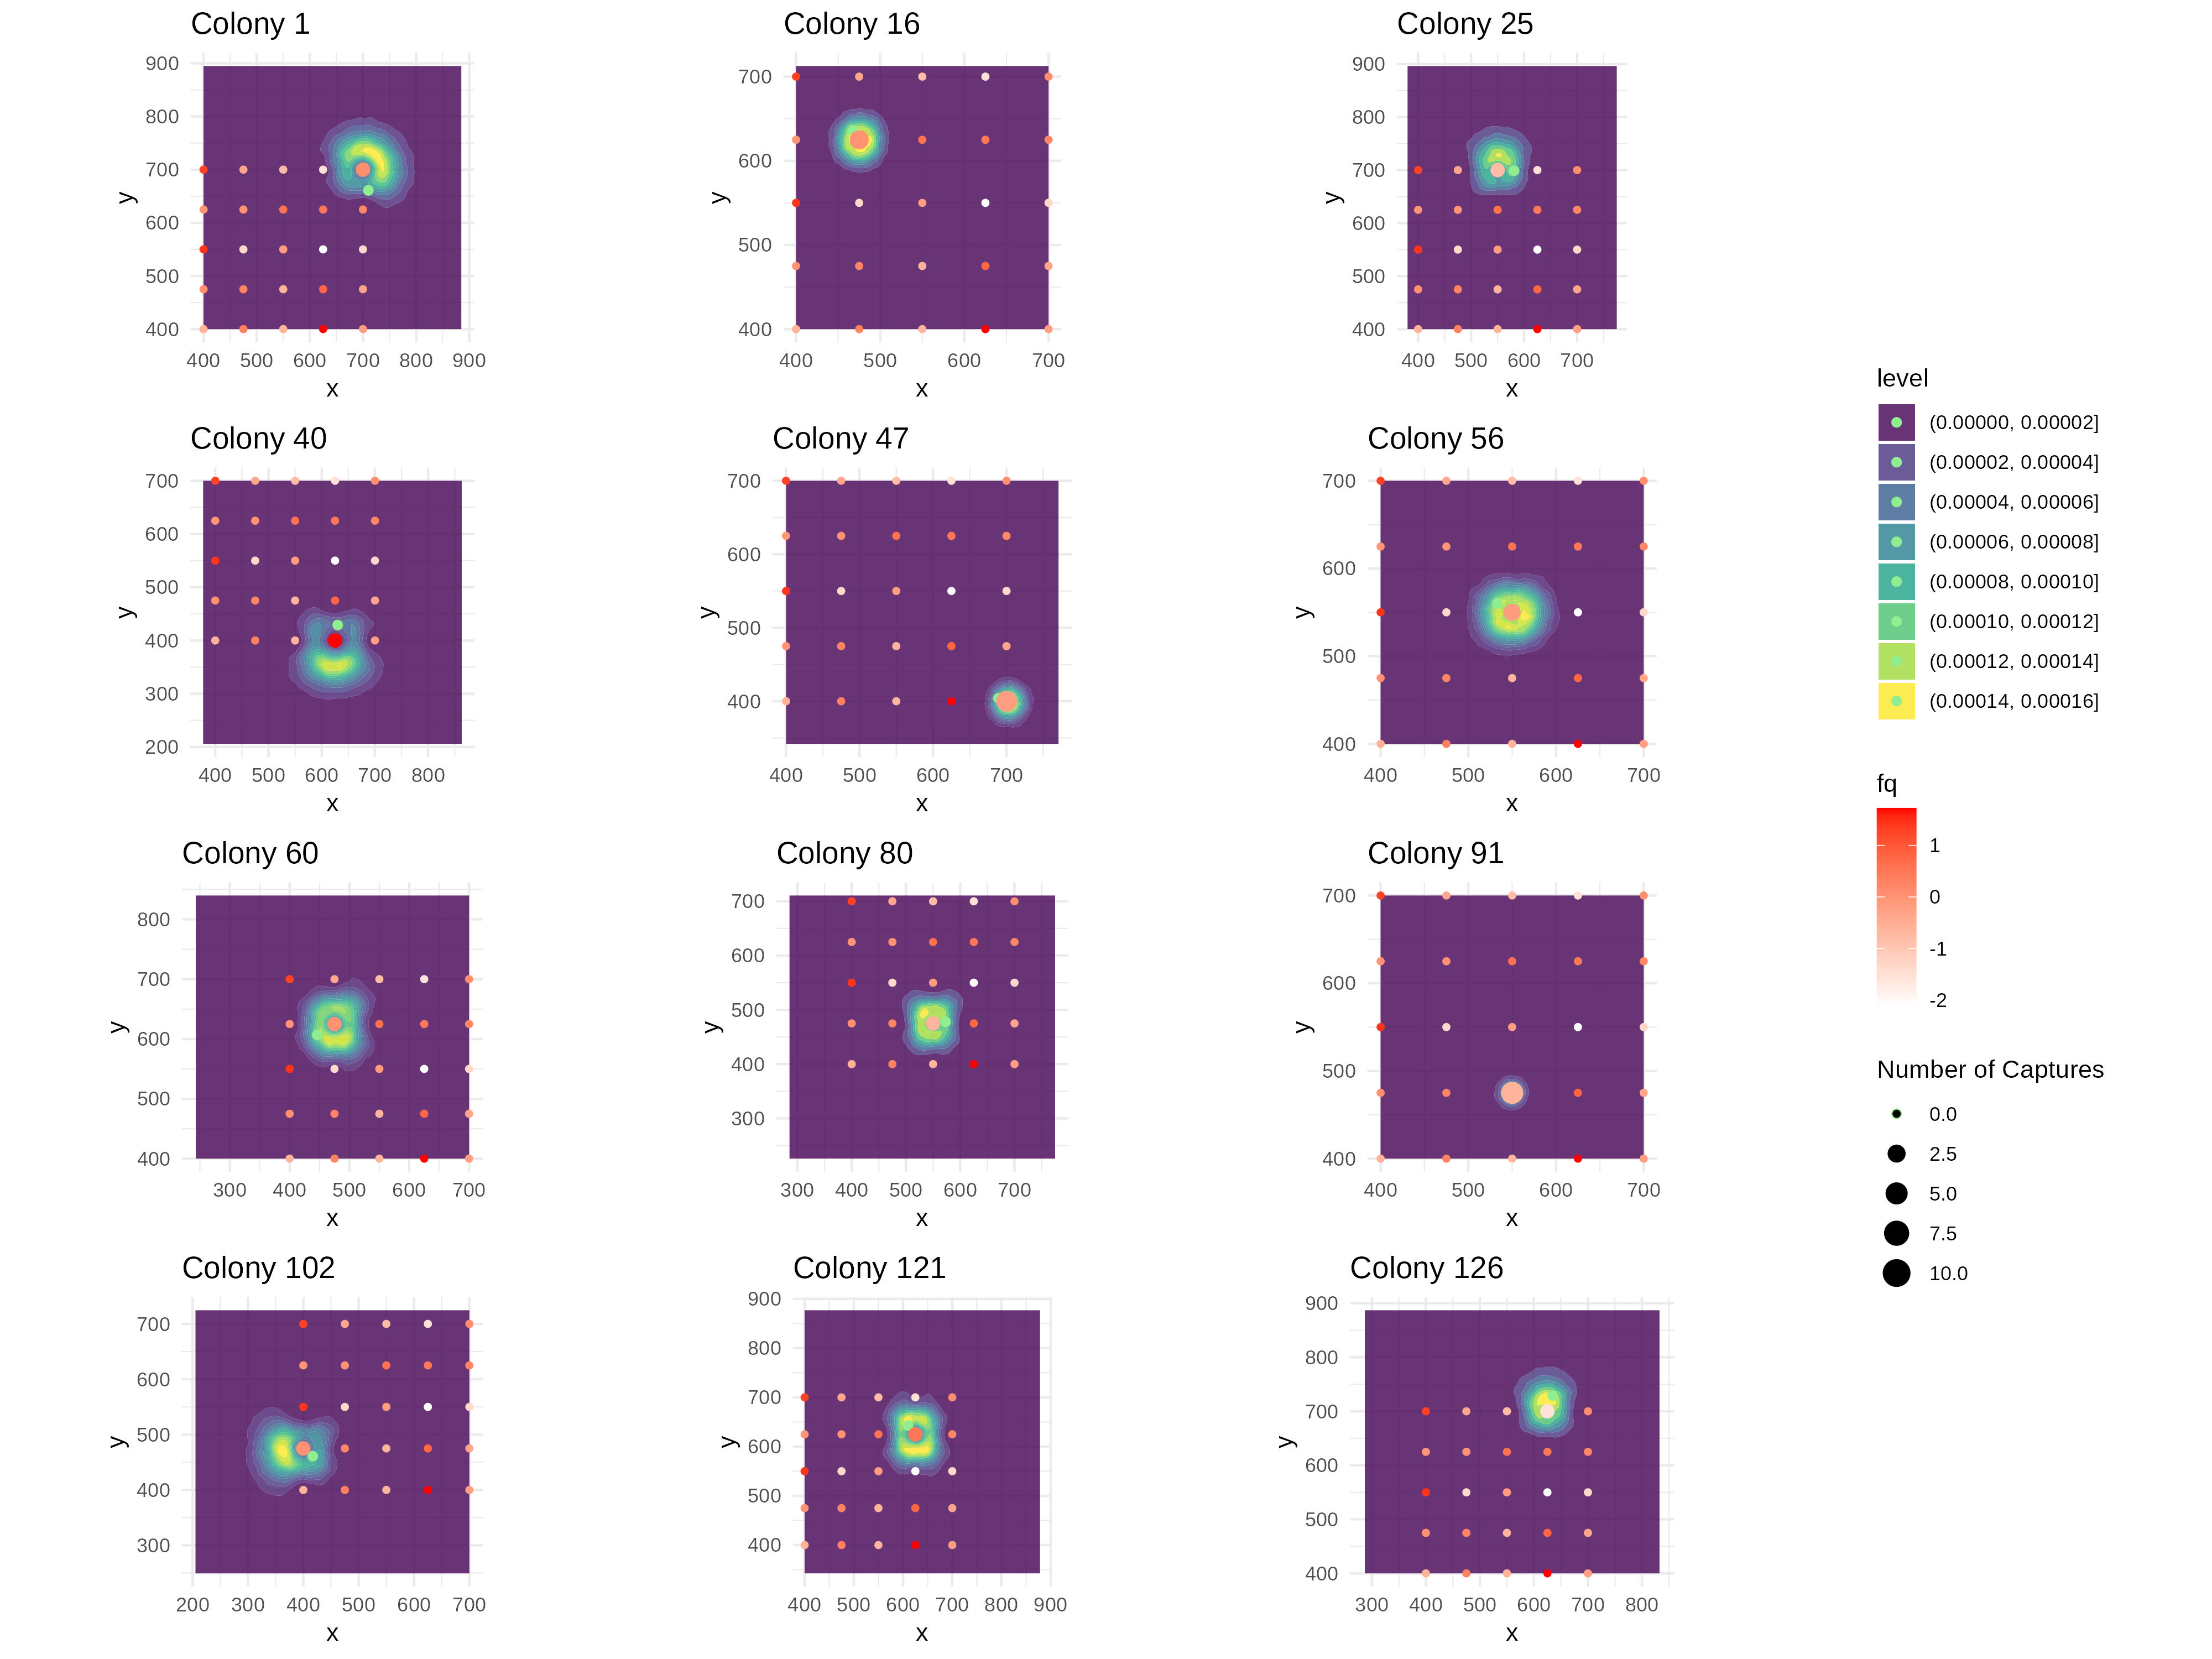 Colony 1
900
800
700
600
500
400
y
400 500 600 700 800 900
x
Colony 16
700
600
500
400
y
400 500 600 700
x
Colony 25
900
800
700
600
500
400
y
400 500 600 700
x
Colony 40
700
600
500
400
300
200
y
400 500 600 700 800
x
Colony 47
700
600
500
400
y
400 500 600 700
x
Colony 56
700
600
500
400
y
400 500 600 700
x
Colony 60
800
700
600
500
400
y
300 400 500 600 700
x
Colony 80
700
600
500
400
300
y
300 400 500 600 700
x
Colony 91
700
600
500
400
y
400 500 600 700
x
Colony 102
700
600
500
400
300
y
200 300 400 500 600 700
x
Colony 121
900
800
700
600
500
400
y
400 500 600 700 800 900
x
Colony 126
900
800
700
600
500
400
y
300 400 500 600 700 800
x
level
(0.00000, 0.00002]
(0.00002, 0.00004]
(0.00004, 0.00006]
(0.00006, 0.00008]
(0.00008, 0.00010]
(0.00010, 0.00012]
(0.00012, 0.00014]
(0.00014, 0.00016]
fq
1
0
-1
-2
Number of Captures
0.0
2.5
5.0
7.5
10.0